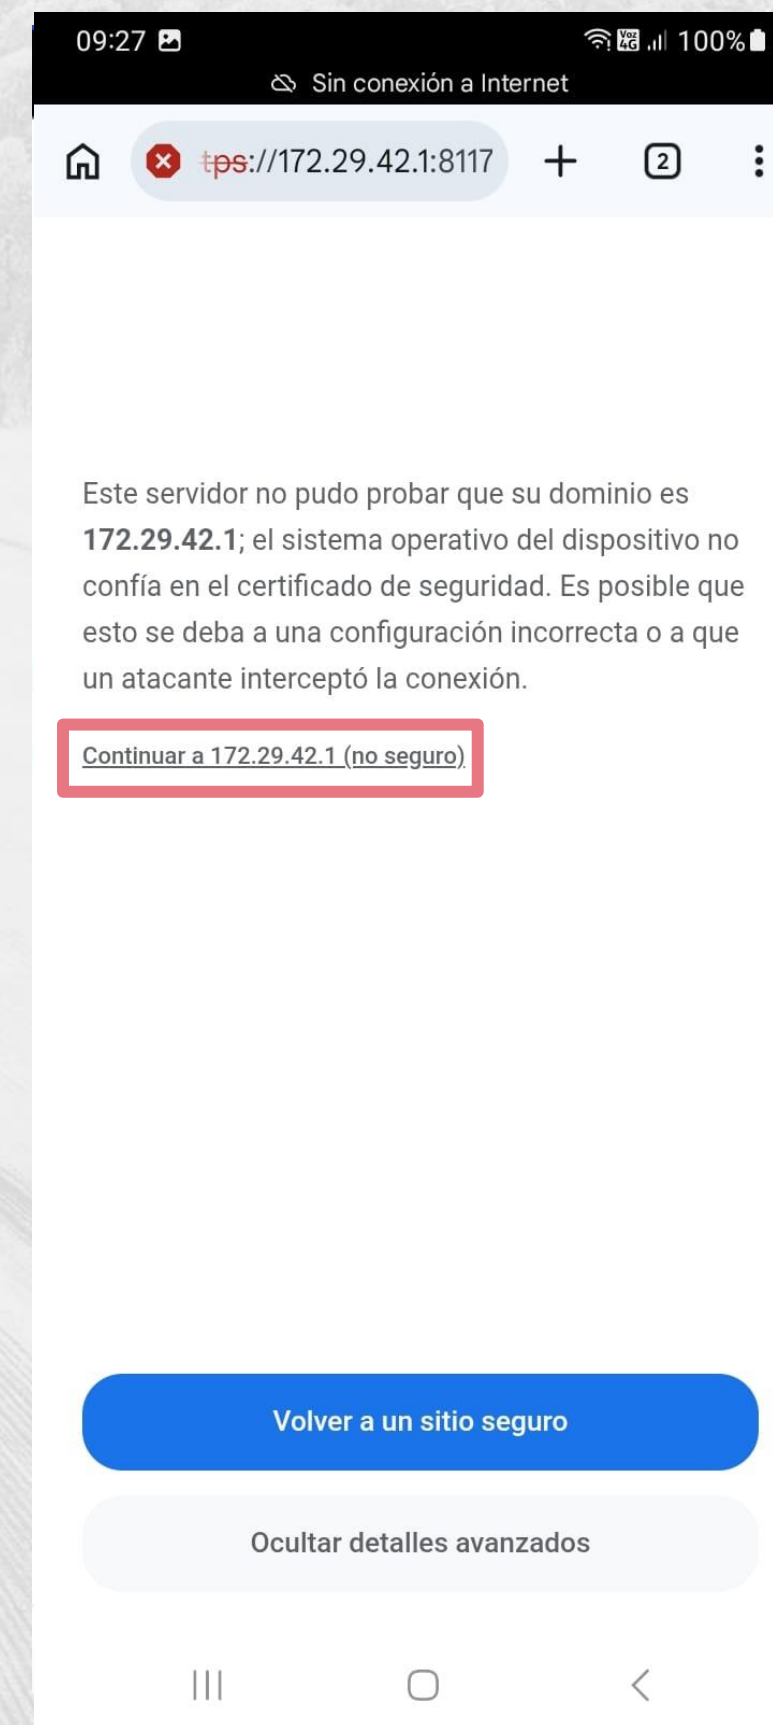 09:27
Voz 4G
100%
Sin conexión a Internet
tps://172.29.42.1:8117
2
Este servidor no pudo probar que su dominio es
172.29.42.1; el sistema operativo del dispositivo no
confía en el certificado de seguridad. Es posible que
esto se deba a una configuración incorrecta o a que
un atacante interceptó la conexión.
Continuar a 172.29.42.1 (no seguro)
Volver a un sitio seguro
Ocultar detalles avanzados